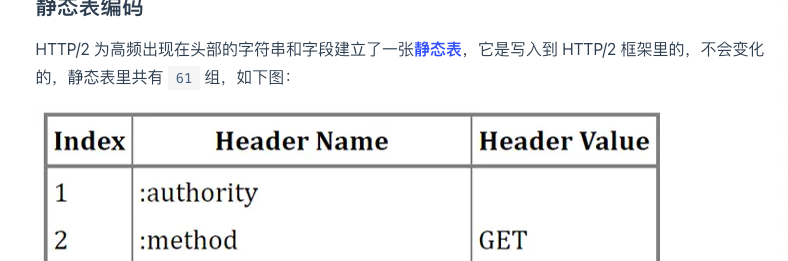 静态表编码
HTTP/2 为高频出现在头部的字符串和字段建立了一张静态表，它是写入到 HTTP/2 框架里的，不会变化
的，静态表里共有 61 组，如下图：
Index Header Name Header Value
1 :authority
2 :method GET